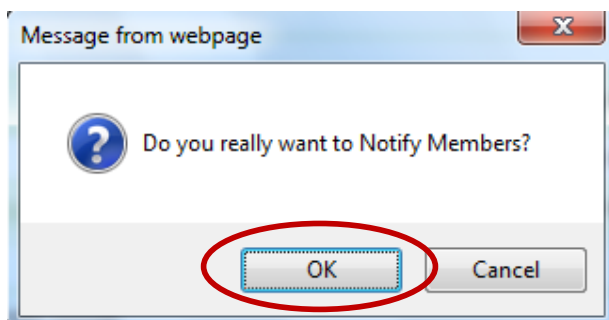 Message from webpage
Do you really want to Notify Members?
OK
Cancel